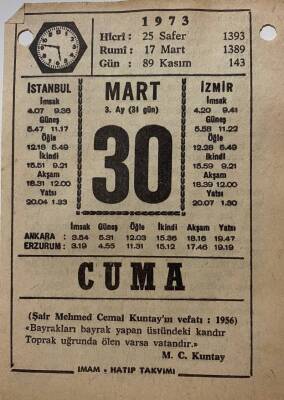 1973
Hicrî : 25 Safer 1393
Rumî : 17 Mart 1389
Gün : 89 Kasım 143
İSTANBUL
İmsak
4.07 9.36
Güneş
5.47 11.17
Öğle
12.18 5.49
İkindi
15.51 9.21
Akşam
18.31 12.00
Yatsı
20.04 1.33
MART
3. Ay (31 gün)
30
İZMİR
İmsak
4.20 9.41
Güneş
5.58 11.22
Öğle
12.28 5.49
İkindi
15.59 9.21
Akşam
18.39 12.00
Yatsı
20.07 1.30
İmsak Güneş Öğle İkindi Akşam Yatsı
ANKARA : 3.54 5.31 12.03 15.36 18.16 19.47
ERZURUM : 3.19 4.55 11.31 15.12 17.46 19.19
CUMA
(Şair Mehmed Cemal Kuntay'ın vefatı : 1956)
«Bayrakları bayrak yapan üstündeki kandır
Toprak uğrunda ölen varsa vatandır.»
M. C. Kuntay
İMAM - HATIP TAKVIMI